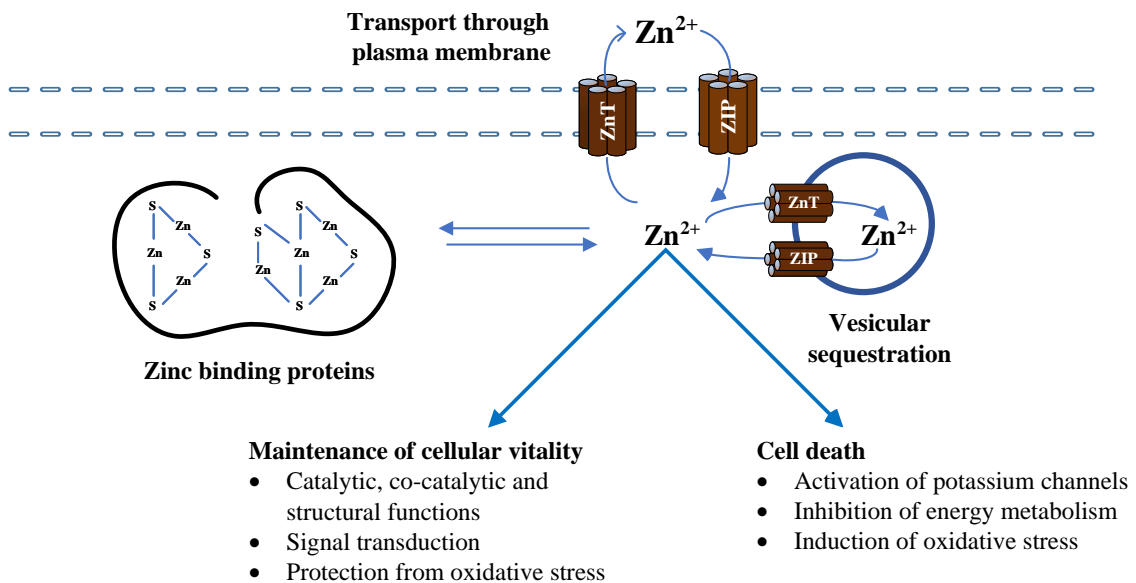 Transport through
plasma membrane
Zn²⁺
ZnT
ZIP
S
Zn
Zn
S
Zn
S
S
S
Zn
Zn
Zn
S
Zn
S
Zn²⁺
ZnT
ZIP
Zn²⁺
Zinc binding proteins
Vesicular
sequestration
Maintenance of cellular vitality
• Catalytic, co-catalytic and
structural functions
• Signal transduction
• Protection from oxidative stress
Cell death
• Activation of potassium channels
• Inhibition of energy metabolism
• Induction of oxidative stress